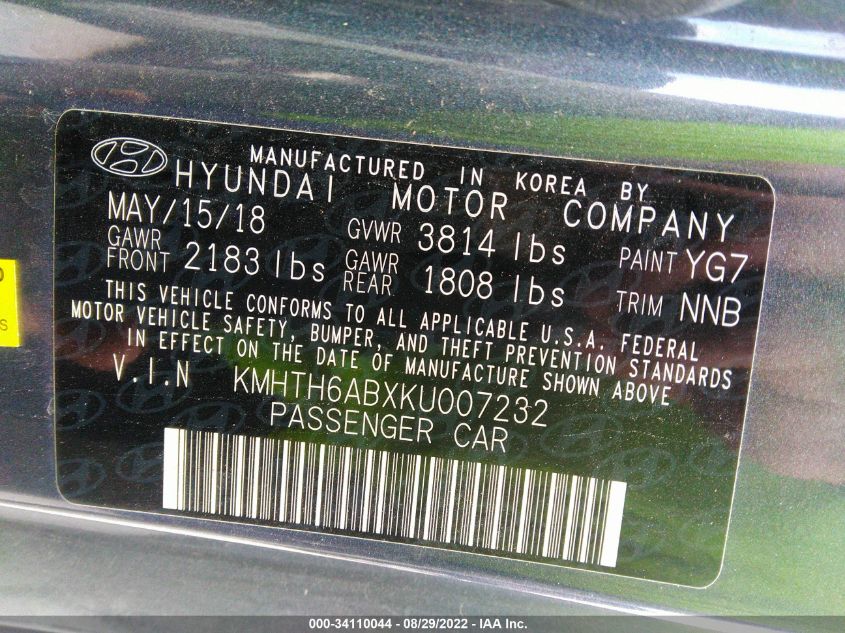 MANUFACTURED IN KOREA BY
HYUNDAI MOTOR COMPANY
MAY/15/18 GVWR 3814 lbs PAINT YG7
GAWR FRONT 2183 lbs GAWR REAR 1808 lbs TRIM NNB
THIS VEHICLE CONFORMS TO ALL APPLICABLE U.S.A. FEDERAL
MOTOR VEHICLE SAFETY, BUMPER, AND THEFT PREVENTION STANDARDS
IN EFFECT ON THE DATE OF MANUFACTURE SHOWN ABOVE
V.I.N KMHTH6ABXKU007232
PASSENGER CAR
000-34110044 - 08/29/2022 - IAA Inc.